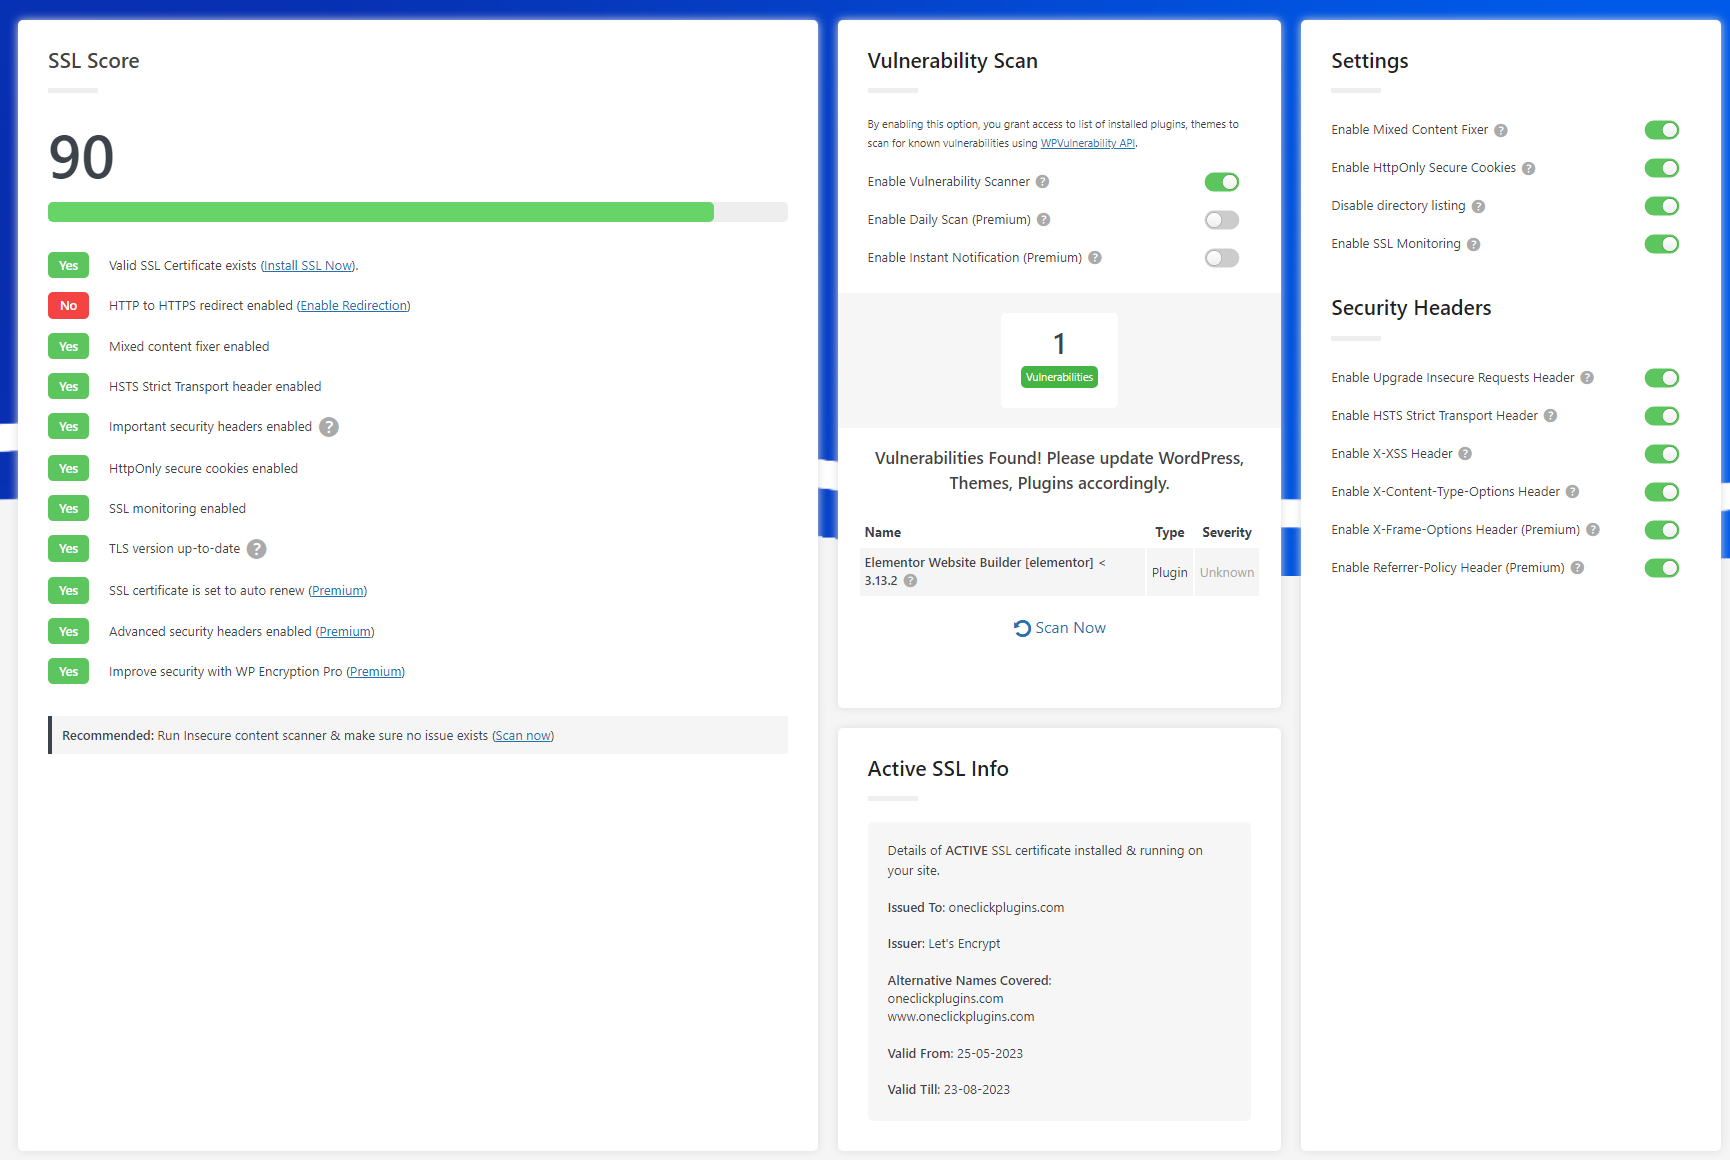 SSL Score
90
Yes Valid SSL Certificate exists (Install SSL Now).
No HTTP to HTTPS redirect enabled (Enable Redirection)
Yes Mixed content fixer enabled
Yes HSTS Strict Transport header enabled
Yes Important security headers enabled ?
Yes HttpOnly secure cookies enabled
Yes SSL monitoring enabled
Yes TLS version up-to-date ?
Yes SSL certificate is set to auto renew (Premium)
Yes Advanced security headers enabled (Premium)
Yes Improve security with WP Encryption Pro (Premium)
Recommended: Run Insecure content scanner & make sure no issue exists (Scan now)
Vulnerability Scan
By enabling this option, you grant access to list of installed plugins, themes to
scan for known vulnerabilities using WPVulnerability API.
Enable Vulnerability Scanner ?
Enable Daily Scan (Premium) ?
Enable Instant Notification (Premium) ?
1
Vulnerabilities
Vulnerabilities Found! Please update WordPress,
Themes, Plugins accordingly.
Name Type Severity
Elementor Website Builder [elementor] <
3.13.2 ? Plugin Unknown
Scan Now
Active SSL Info
Details of ACTIVE SSL certificate installed & running on
your site.
Issued To: oneclickplugins.com
Issuer: Let's Encrypt
Alternative Names Covered:
oneclickplugins.com
www.oneclickplugins.com
Valid From: 25-05-2023
Valid Till: 23-08-2023
Settings
Enable Mixed Content Fixer ?
Enable HttpOnly Secure Cookies ?
Disable directory listing ?
Enable SSL Monitoring ?
Security Headers
Enable Upgrade Insecure Requests Header ?
Enable HSTS Strict Transport Header ?
Enable X-XSS Header ?
Enable X-Content-Type-Options Header ?
Enable X-Frame-Options Header (Premium) ?
Enable Referrer-Policy Header (Premium) ?